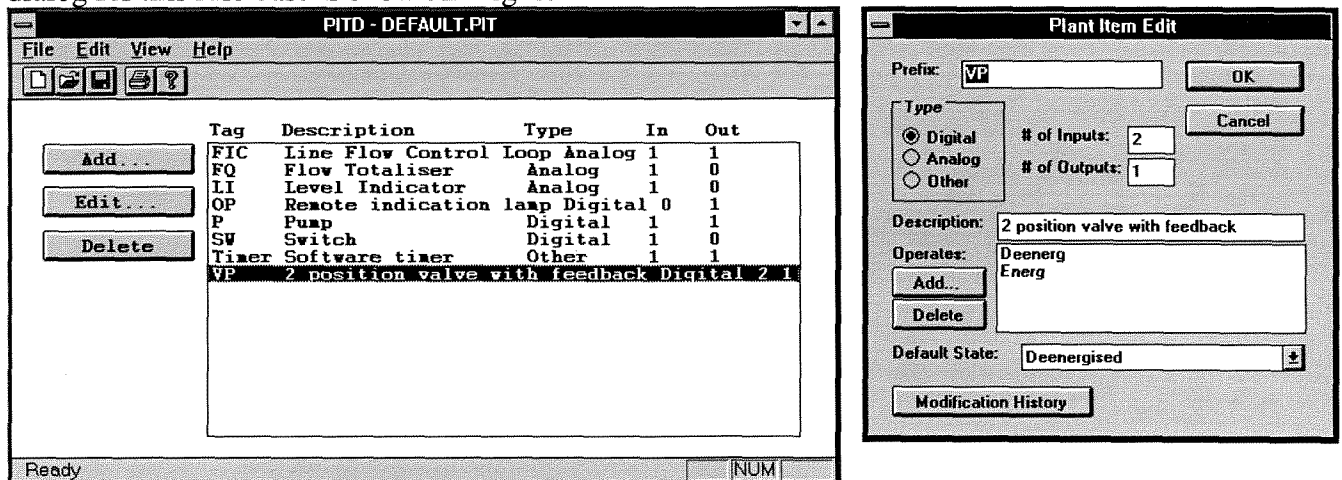 PITD - DEFAULT.PIT
File Edit View Help
Tag Description Type In Out
FIC Line Flow Control Loop Analog 1 1
FQ Flow Totaliser Analog 1 0
LI Level Indicator Analog 1 0
OP Remote indication lamp Digital 0 1
P Pump Digital 1 1
SW Switch Digital 1 0
Timer Software timer Other 1 1
VP 2 position valve with feedback Digital 2 1
Add...
Edit...
Delete
Ready NUM
Plant Item Edit
Prefix: VP
OK
Cancel
Type
Digital
Analog
Other
# of Inputs: 2
# of Outputs: 1
Description: 2 position valve with feedback
Operates: Deenerg
Energ
Add...
Delete
Default State: Deenergised
Modification History